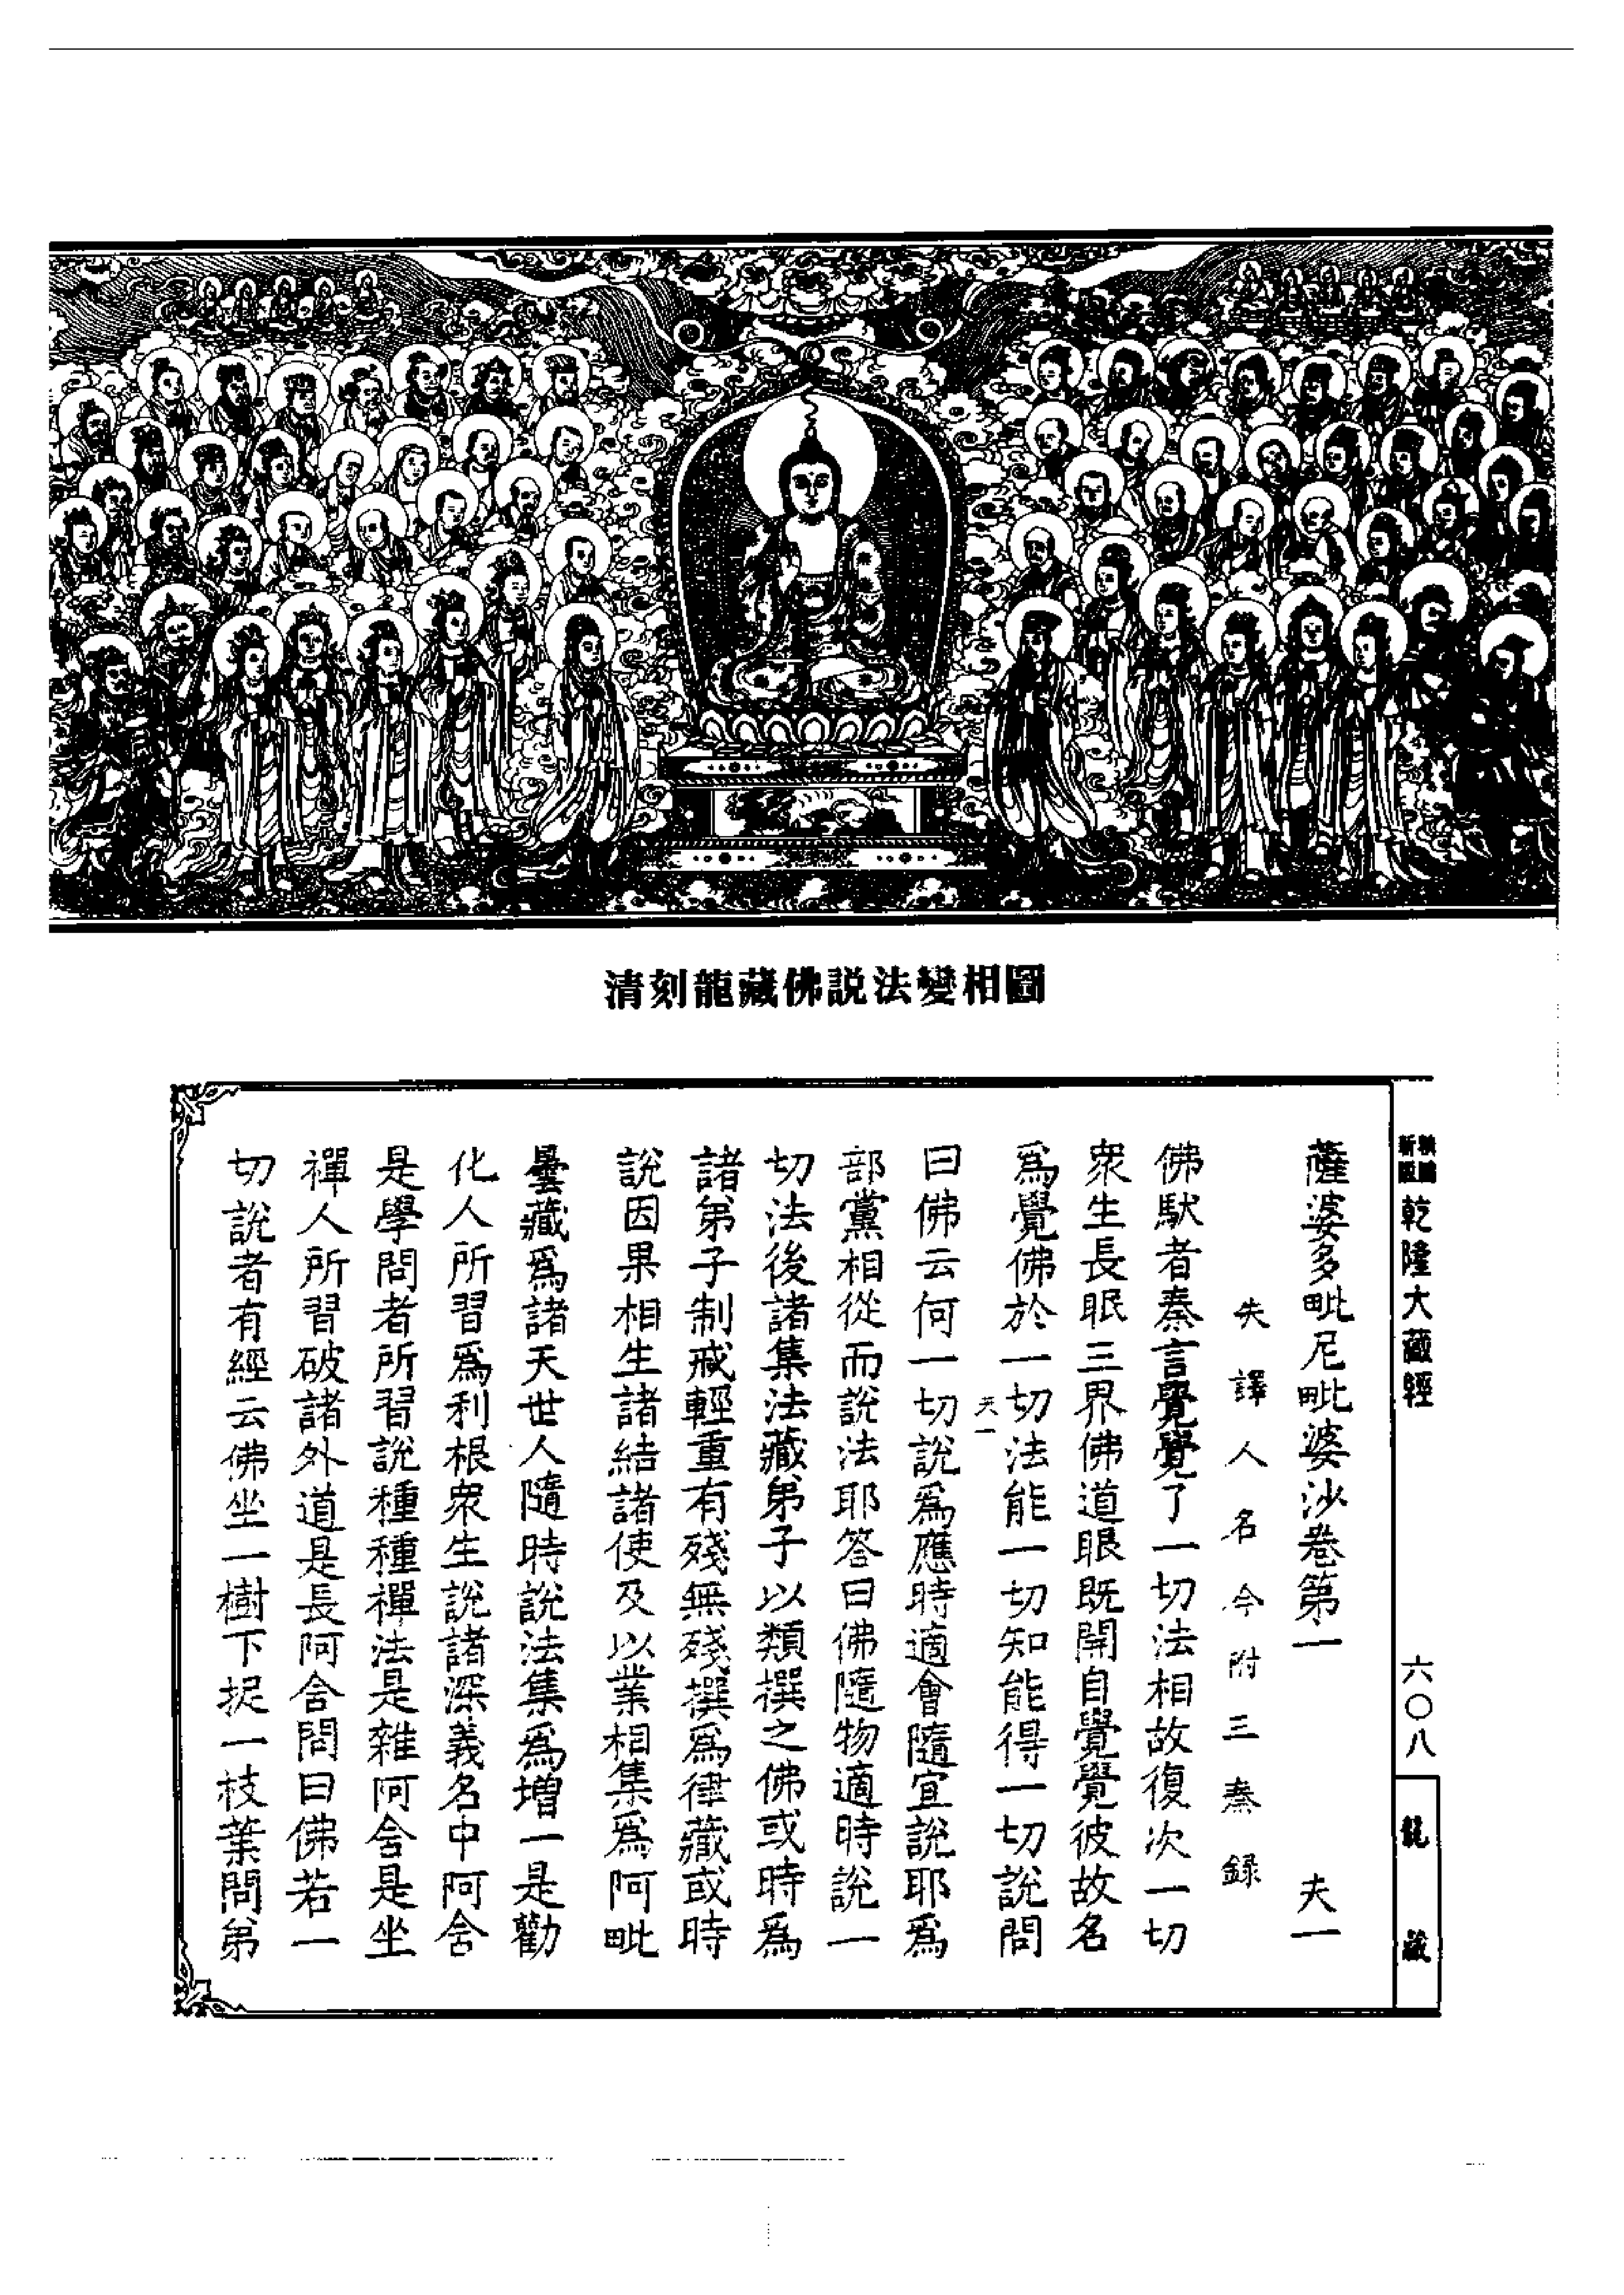 清刻龍藏佛説法變相圖
乾隆大藏經
六〇八
龍藏
薩婆多毗尼毗婆沙卷第一 夫一
失譯人名今附三秦錄
佛馱者秦言覺覺了一切法相故復次一切
衆生長眠三界佛道眼既開自覺覺彼故名
爲覺佛於一切法能一切知能得一切說問
夫一
曰佛云何一切說爲應時適會隨宜說耶爲
部黨相從而說法耶答曰佛隨物適時說一
切法後諸集法藏弟子以類撰之佛或時爲
諸弟子制戒輕重有殘無殘撰爲律藏或時
說因果相生諸結諸使及以業相集爲阿毗
曇藏爲諸天世人隨時說法集爲增一是勸
化人所習爲利根衆生說諸深義名中阿含
是學問者所習說種種禪法是雜阿含是坐
禪人所習破諸外道是長阿含問曰佛若一
切說者有經云佛坐一樹下捉一枝葉問弟